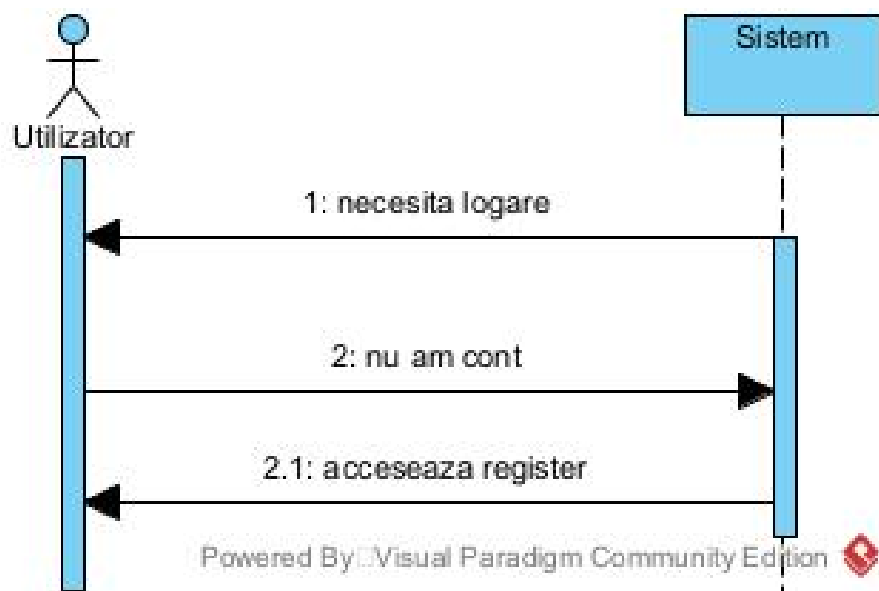 Sistem
Utilizator
1: necesita logare
2: nu am cont
2.1: acceseaza register
Powered By Visual Paradigm Community Edition